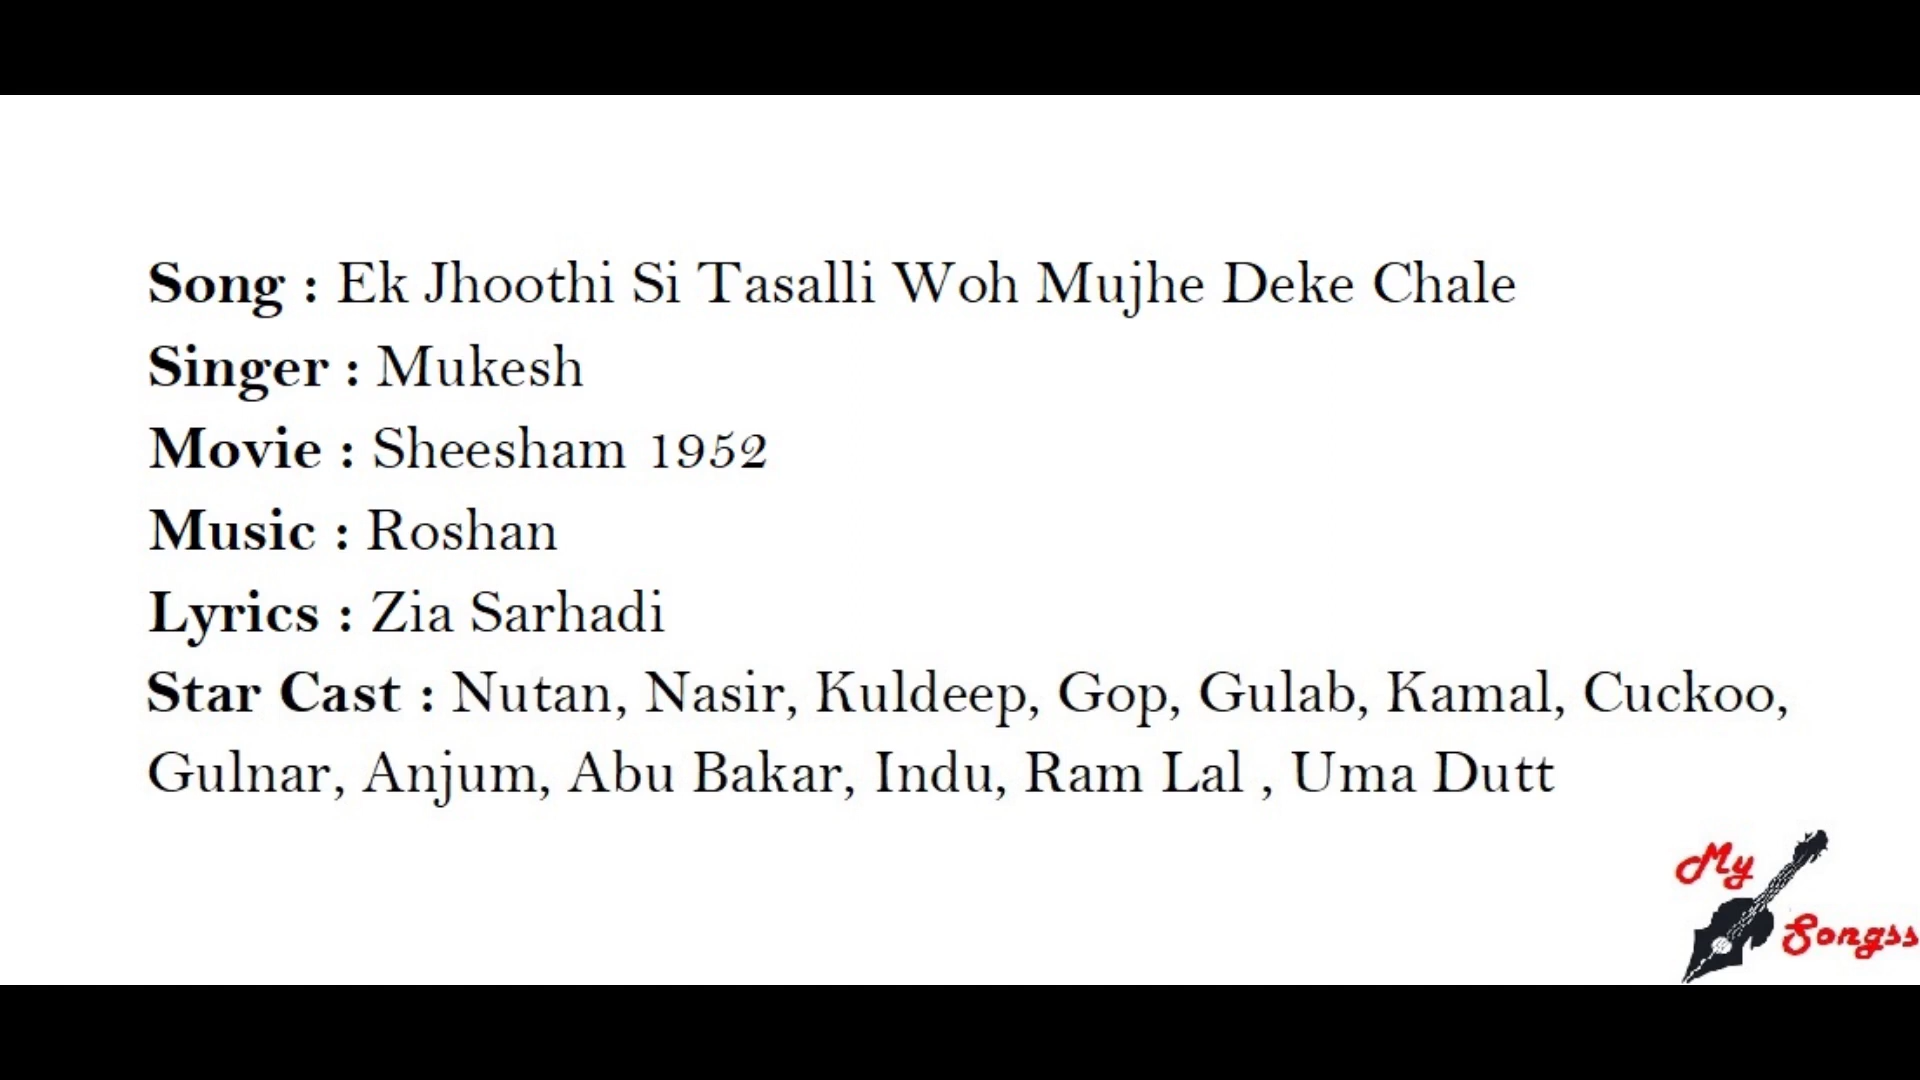 Song : Ek Jhoothi Si Tasalli Woh Mujhe Deke Chale
Singer : Mukesh
Movie : Sheesham 1952
Music : Roshan
Lyrics : Zia Sarhadi
Star Cast : Nutan, Nasir, Kuldeep, Gop, Gulab, Kamal, Cuckoo,
Gulnar, Anjum, Abu Bakar, Indu, Ram Lal , Uma Dutt
My
Songss